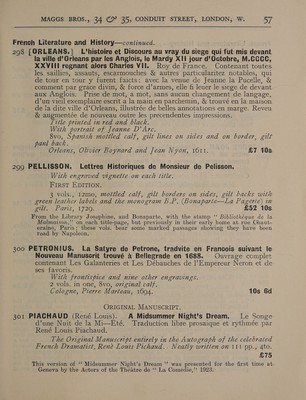 MAGGS BROS., 34 & 35, CONDUIT STREET, LONDON, W. 57
French Literature and History—continued.
298 [ORLEANS.] L'histoire et Discours au vray du siege qui fut mis devant
la ville d'Orleans par les Anglois, le Mardy XII jour d'Octobre, M.CCCC,
XXVIII regnant alors Charles VII. Roy de France. Contenant toutes
les saillies, assauts, escarmouches & autres particularitez notables, qui
de tour en tour y furent faicts: avec la venue de Jeanne la Pucelle, &
comment par grace divin, & force d'armes, elle fi lever le siege de devant
aux Anglois. Prise de mot, a mot, sans aucun changement de langage,
d'un vieil exemplaire escrit a la main en parchemin, & trouvé en la maison
de la dite ville d'Orleans, illustrée de belles annotations en marge. Reveu
& augmentée de nouveau outre les precedentes impressions.
Title printed in red and black.
With portrait of Jeanne D'Arc.
8vo, Spanish mottled calf, gilt lines on sides and on border, gilt
back.
Orleans, Olivier Boynard and Jean Nyon, 1611. £7 10s
299 PELLISSON. Lettres Historiques de Monsieur de Pelisson.
With engraved vignette on each title.
FIRST EDITION.
3 vols., 12mo, mottled calf, gilt borders on sides, gilt backs with
green leather labels and the monogram B.P. (Bonaparte—La Pagerie) in
gilt. Paris, 1729. £52 10s
From the Library Josephine, and Bonaparte, with the stamp "Bibliothèque de la
Malmaison," on each title-page, but previously in their early home at rue Chant-
ereine, Paris; these vols. bear some marked passages showing they have been
read by Napoleon.
300 PETRONIUS. La Satyre de Petrone, tradvite en Francois suivant le
Nouveau Manuscrit trouvé à Bellegrade en 1688. Ouvrage complet
contenant Les Galanteries et Les Débauches de l'Empereur Neron et de
ses favoris.
With frontispiece and nine other engravings.
2 vols. in one, 8vo, original calf.
Cologne, Pierre Marteau, 1694. 10s 6d
ORIGINAL MANUSCRIPT.
301 PIACHAUD (René Louis). A Midsummer Night's Dream. Le Songe
d'une Nuit de la Mi—Eté. Traduction libre prosaique et rythmée par
René Louis Piachaud.
The Original Manuscript entirely in the Autograph of the celebrated
French Dramatist, René Louis Pichaud. Neatly written on 111 pp., 4to.
£75
This version of "Midsummer Night's Dream" was presented for the first time at
Geneva by the Actors of the Théâtre de "La Comedie," 1923.